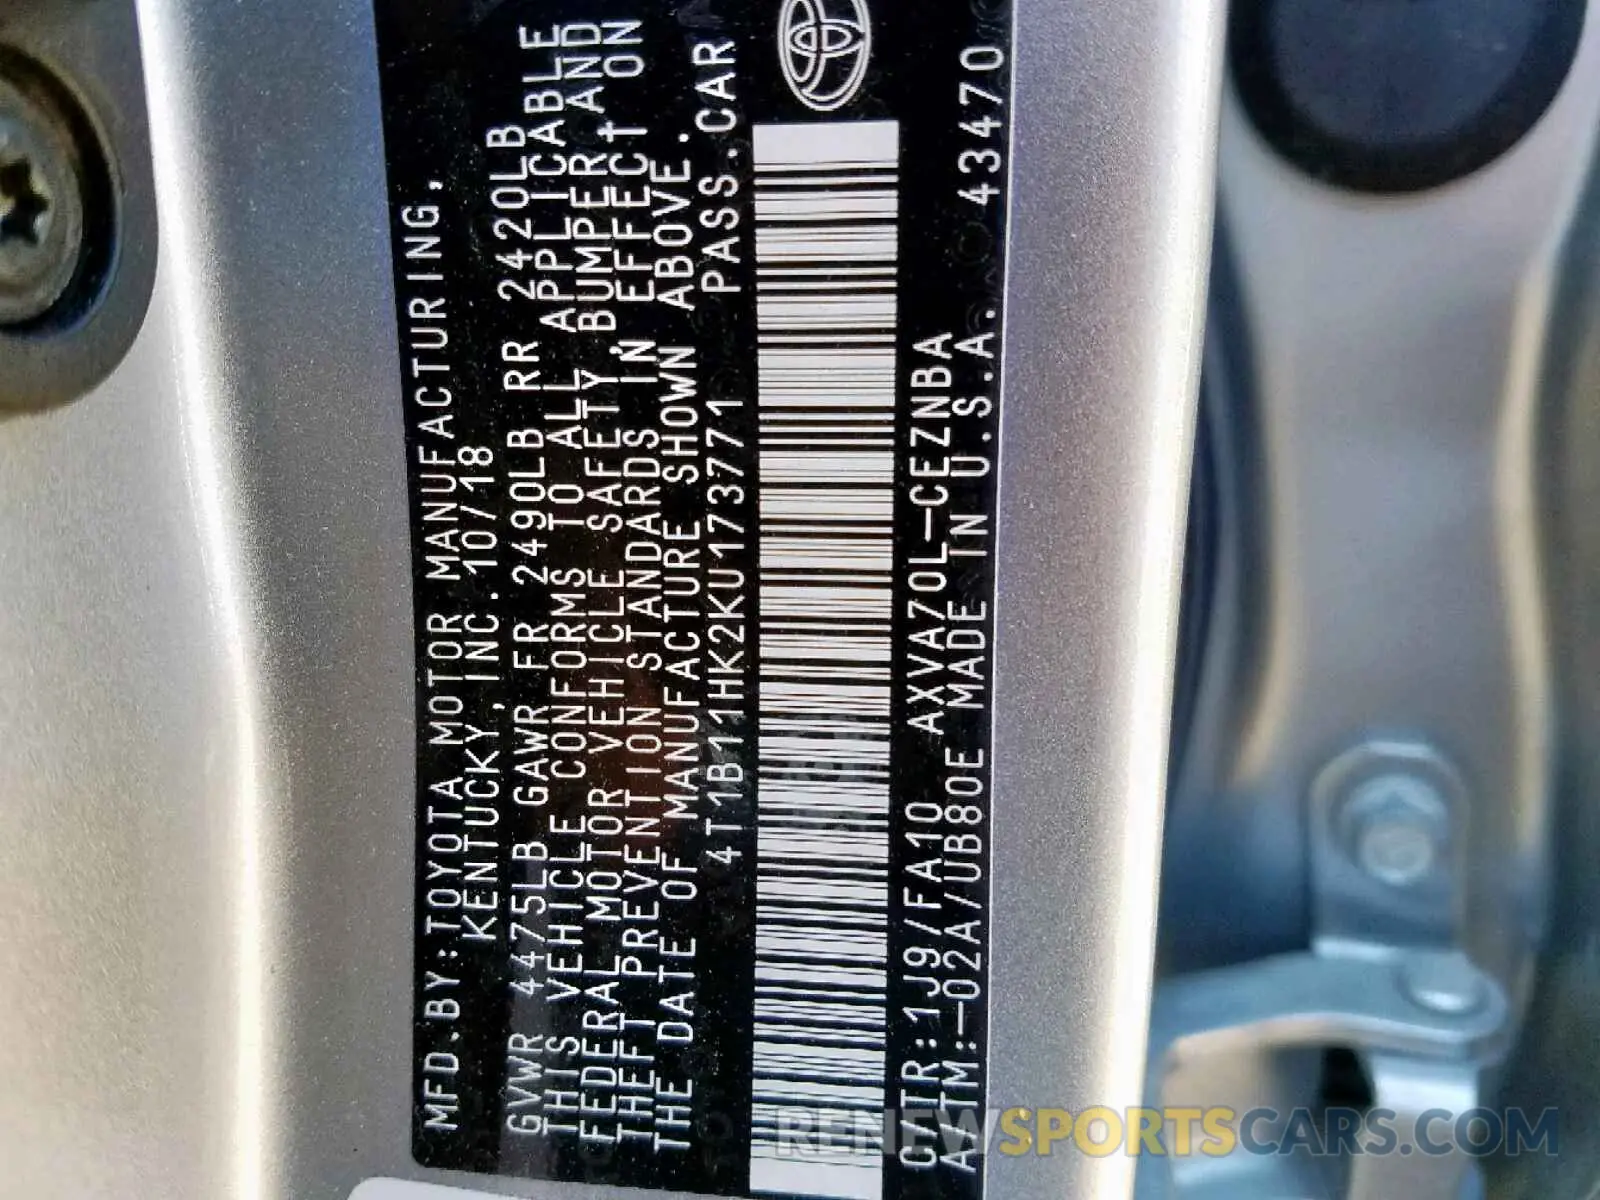 MFD.BY:TOYOTA MOTOR MANUFACTURING,
KENTUCKY,INC.10/18
GVWR 4475LB GAWR FR 2490LB RR 2420LB
THIS VEHICLE CONFORMS TO ALL APPLICABLE
FEDERAL MOTOR VEHICLE SAFETY, BUMPER, AND
THEFT PREVENTION STANDARDS IN EFFECT ON
THE DATE OF MANUFACTURE SHOWN ABOVE.
4T1B11HK2KU173771 PASS.CAR
C/TR:1J9/FA10 AXVA70L-CEZNBA
A/TM:-02A/UB80E MADE IN U.S.A. 43470
RENEWSPORTSCARS.COM